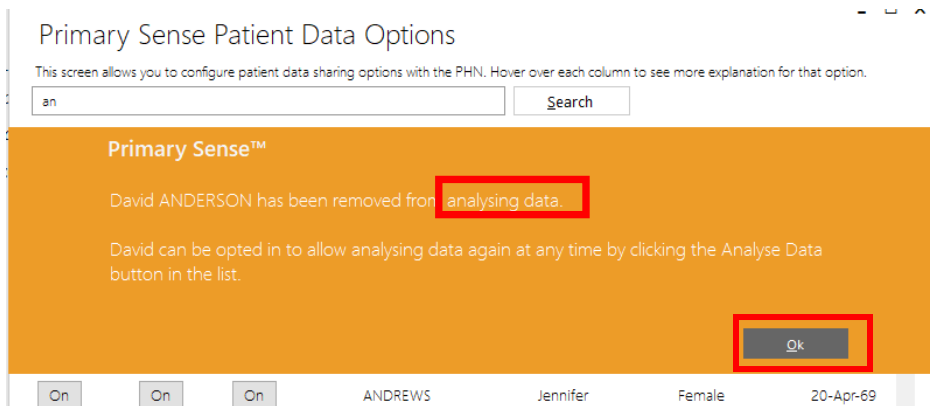 Primary Sense Patient Data Options
This screen allows you to configure patient data sharing options with the PHN. Hover over each column to see more explanation for that option.
an
Search
Primary Sense™
David ANDERSON has been removed from analysing data.
David can be opted in to allow analysing data again at any time by clicking the Analyse Data
button in the list.
Ok
On On On ANDREWS Jennifer Female 20-Apr-69